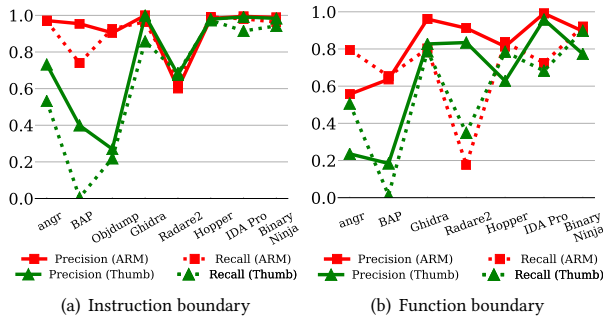 1.0
0.8
0.6
0.4
0.2
0.0
angr
BAP
Objdump
Ghidra
Radare2
Hopper
IDA Pro
Binary
Ninja
Precision (ARM)
Recall (ARM)
Precision (Thumb)
Recall (Thumb)
(a) Instruction boundary
1.0
0.8
0.6
0.4
0.2
0.0
angr
BAP
Ghidra
Radare2
Hopper
IDA Pro
Binary
Ninja
Precision (ARM)
Recall (ARM)
Precision (Thumb)
Recall (Thumb)
(b) Function boundary